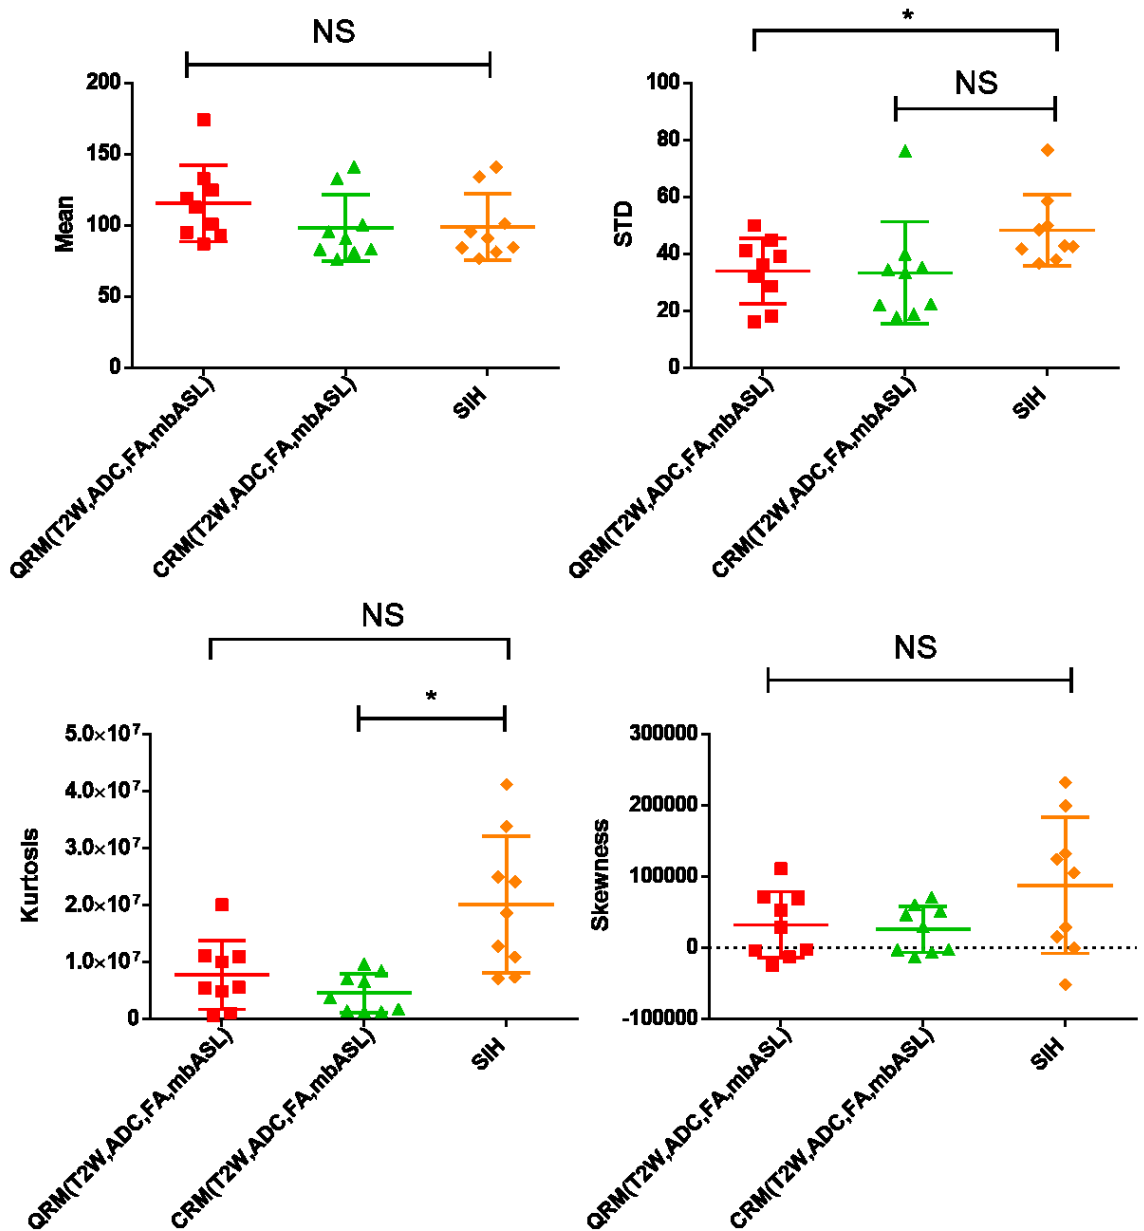 NS
200
150
100
50
0
Mean
QRM(T2W,ADC,FA,mbASL)
CRM(T2W,ADC,FA,mbASL)
SIH
*
NS
100
80
60
40
20
0
STD
QRM(T2W,ADC,FA,mbASL)
CRM(T2W,ADC,FA,mbASL)
SIH
NS
*
5.0×10⁷
4.0×10⁷
3.0×10⁷
2.0×10⁷
1.0×10⁷
0
Kurtosis
QRM(T2W,ADC,FA,mbASL)
CRM(T2W,ADC,FA,mbASL)
SIH
NS
300000
200000
100000
0
-100000
Skewness
QRM(T2W,ADC,FA,mbASL)
CRM(T2W,ADC,FA,mbASL)
SIH